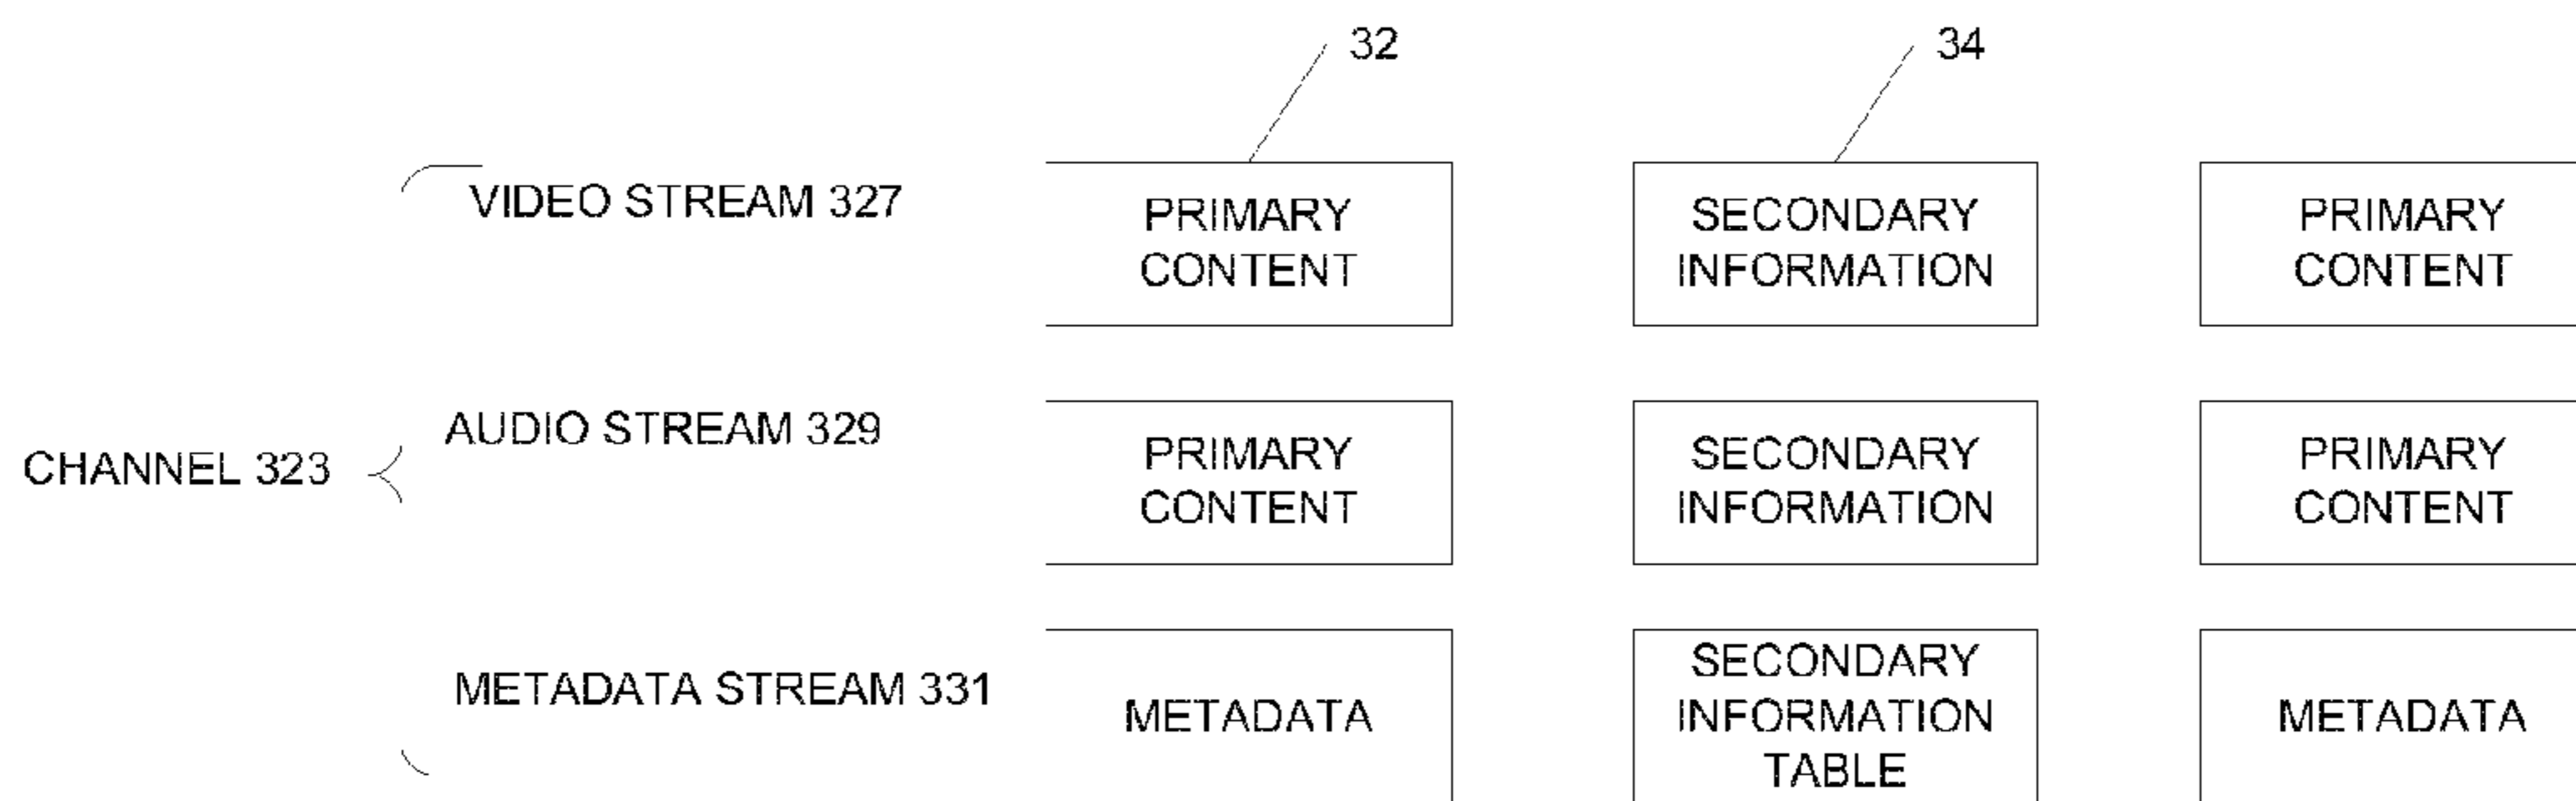 32
34
VIDEO STREAM 327
PRIMARY
CONTENT
SECONDARY
INFORMATION
PRIMARY
CONTENT
CHANNEL 323
AUDIO STREAM 329
PRIMARY
CONTENT
SECONDARY
INFORMATION
PRIMARY
CONTENT
METADATA STREAM 331
METADATA
SECONDARY
INFORMATION
TABLE
METADATA